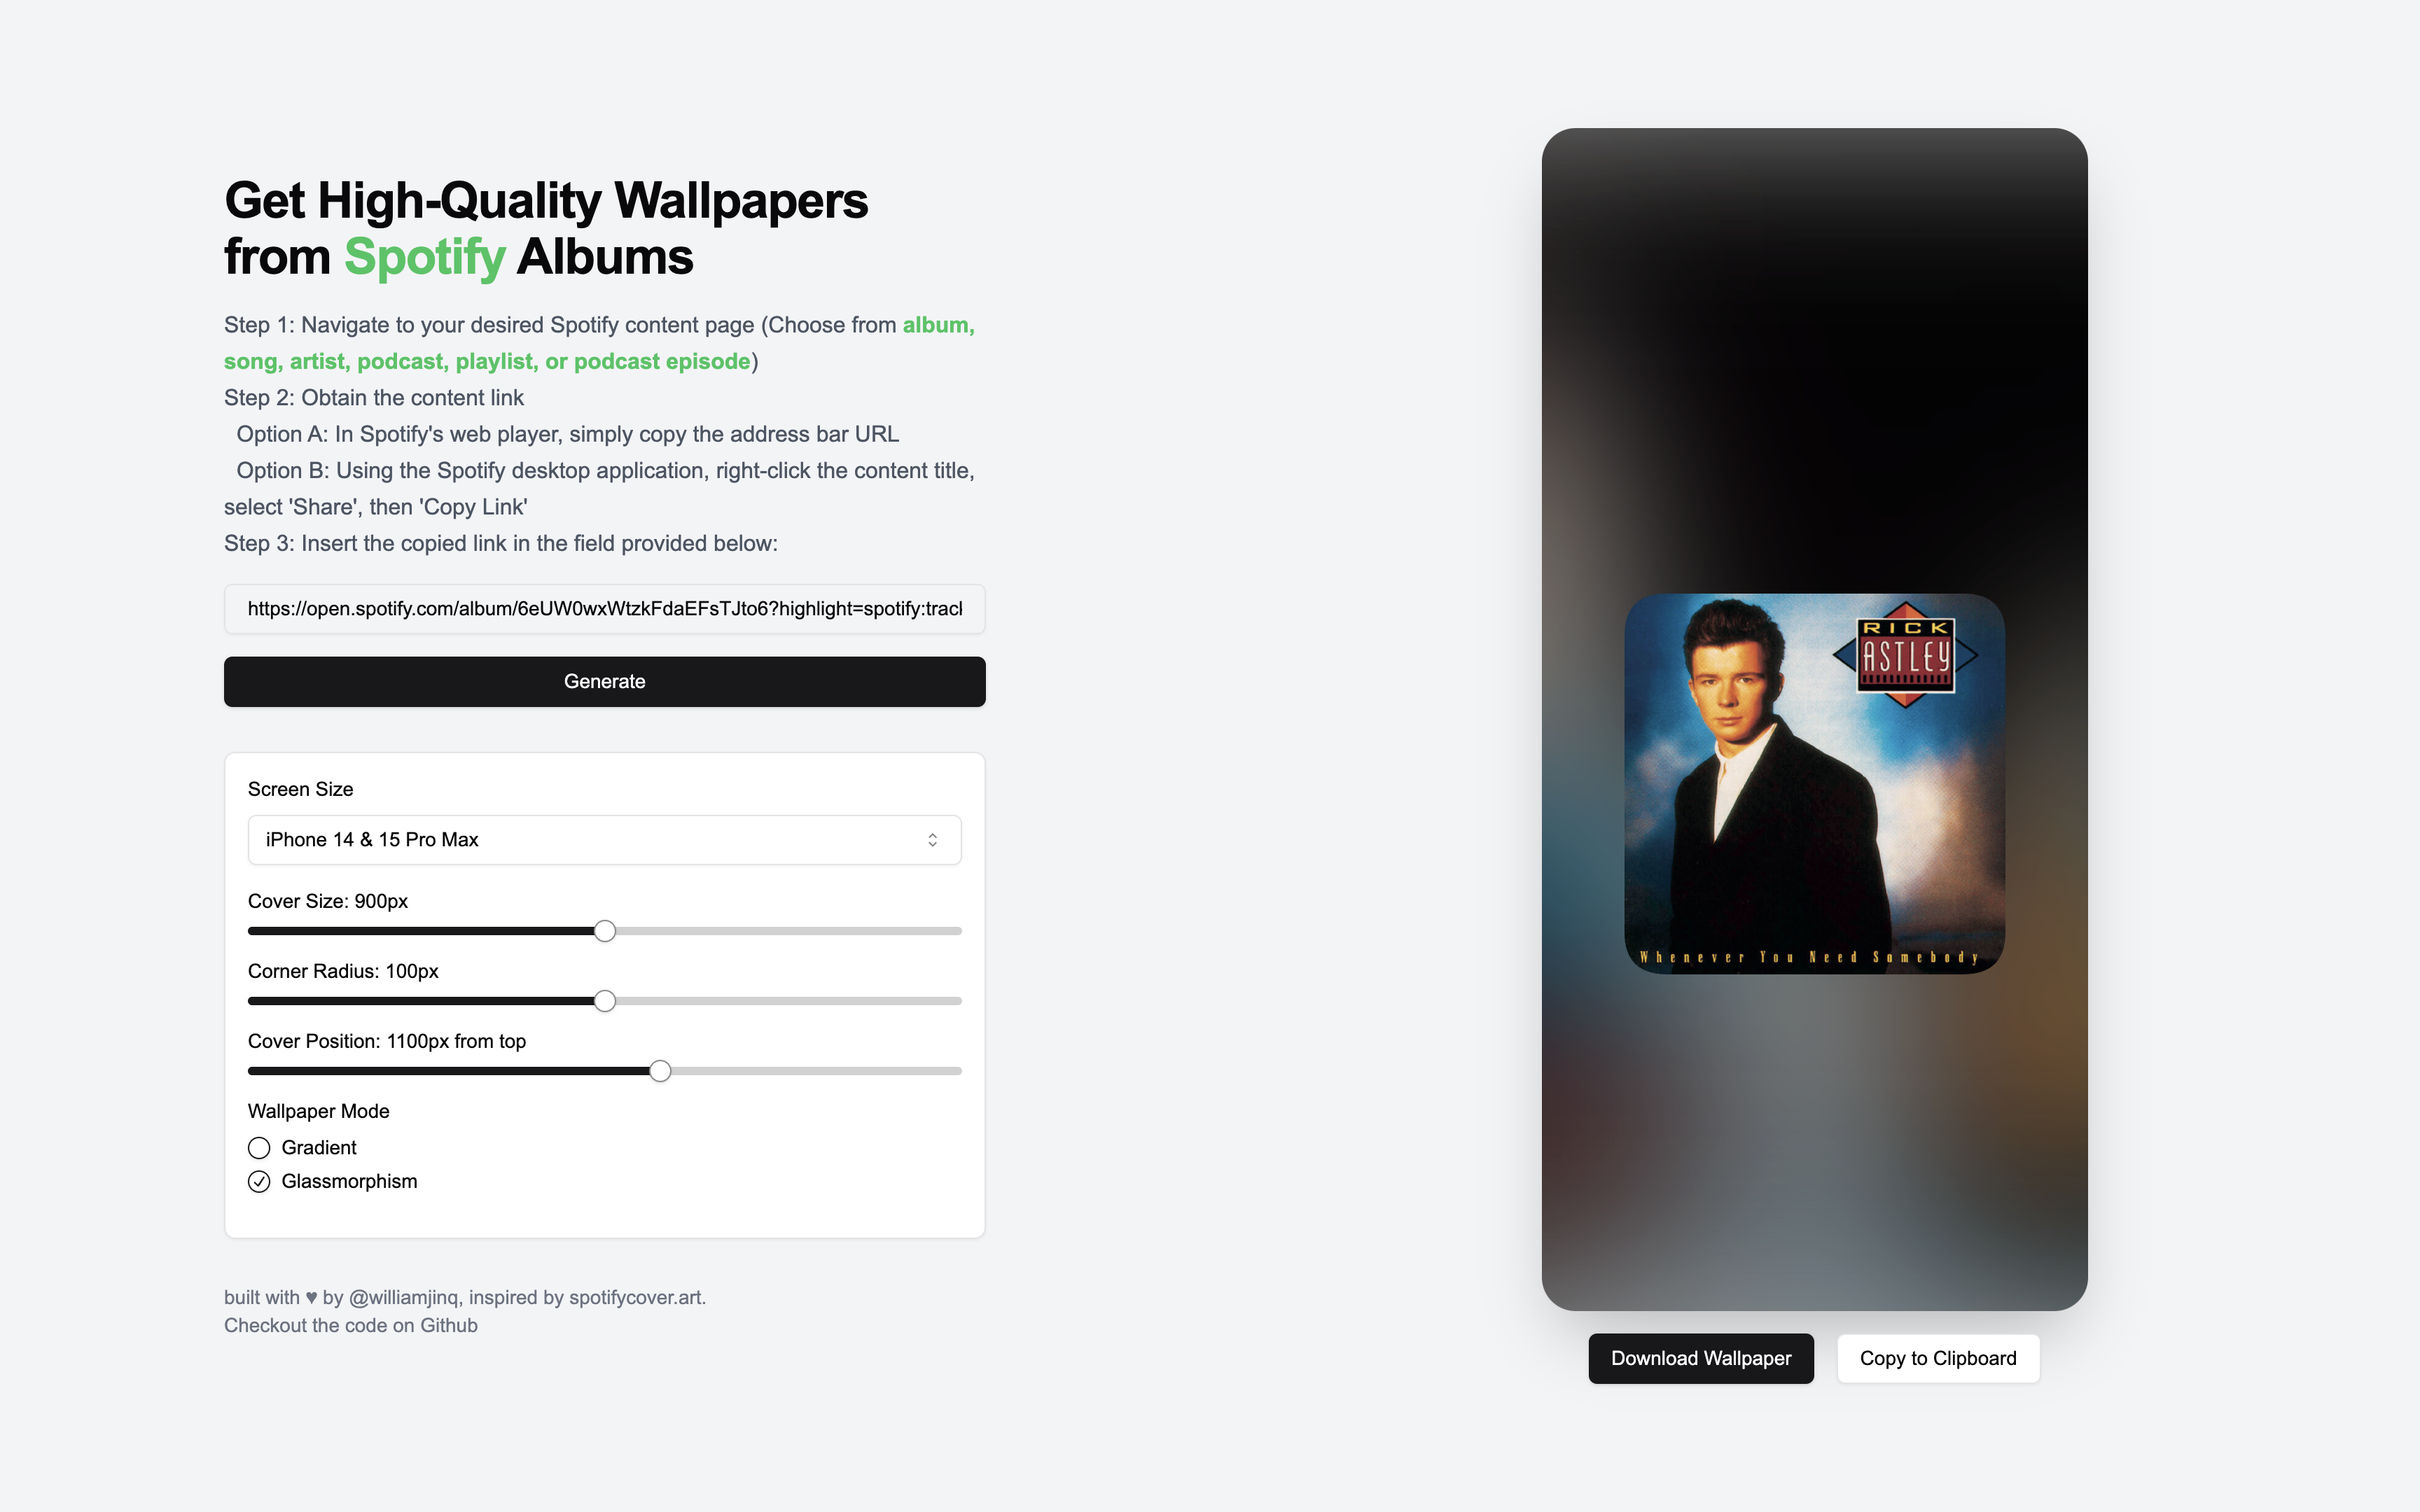 Get High-Quality Wallpapers
from Spotify Albums
Step 1: Navigate to your desired Spotify content page (Choose from album,
song, artist, podcast, playlist, or podcast episode)
Step 2: Obtain the content link
Option A: In Spotify's web player, simply copy the address bar URL
Option B: Using the Spotify desktop application, right-click the content title,
select 'Share', then 'Copy Link'
Step 3: Insert the copied link in the field provided below:
https://open.spotify.com/album/6eUW0wxWtzkFdaEFsTJto6?highlight=spotify:track
Generate
Screen Size
iPhone 14 & 15 Pro Max
Cover Size: 900px
Corner Radius: 100px
Cover Position: 1100px from top
Wallpaper Mode
Gradient
Glassmorphism
built with ♥ by @williamjinq, inspired by spotifycover.art.
Checkout the code on Github
RICK
ASTLEY
Whenever You Need Somebody
Download Wallpaper
Copy to Clipboard